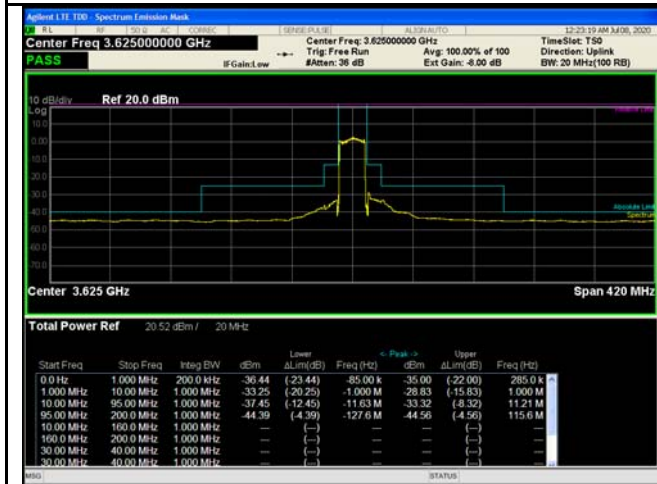 Agilent LTE TDD - Spectrum Emission Mask
RL RF 50 Ω AC CORREC SENSE:PULSE ALIGNAUTO 12:23:19 AM Jul 08, 2020
Center Freq 3.625000000 GHz Center Freq: 3.625000000 GHz TimeSlot: TS0
Trig: Free Run Avg: 100.00% of 100 Direction: Uplink
PASS IFGain:Low #Atten: 36 dB Ext Gain: -8.00 dB BW: 20 MHz(100 RB)
10 dB/div Ref 20.0 dBm
Log
10.0
0.00
10.0
20.0
30.0
40.0 Absolute Limit
Spectrum
60.0
70.0
Center 3.625 GHz Span 420 MHz
Total Power Ref 20.52 dBm / 20 MHz
Lower <- Peak -> Upper
Start Freq Stop Freq Integ BW dBm ΔLim(dB) Freq (Hz) dBm ΔLim(dB) Freq (Hz)
0.0 Hz 1.000 MHz 200.0 kHz -36.44 (-23.44) -85.00 k -35.00 (-22.00) 285.0 k
1.000 MHz 10.00 MHz 1.000 MHz -33.25 (-20.25) -1.000 M -28.83 (-15.83) 1.000 M
10.00 MHz 95.00 MHz 1.000 MHz -37.45 (-12.45) -11.63 M -33.32 (-8.32) 11.21 M
95.00 MHz 200.0 MHz 1.000 MHz -44.39 (-4.39) -127.6 M -44.56 (-4.56) 115.6 M
10.00 MHz 160.0 MHz 1.000 MHz --- (---) --- --- (---) ---
160.0 MHz 200.0 MHz 1.000 MHz --- (---) --- --- (---) ---
30.00 MHz 40.00 MHz 1.000 MHz --- (---) --- --- (---) ---
30.00 MHz 40.00 MHz 1.000 MHz --- (---) --- --- (---) ---
MSG STATUS